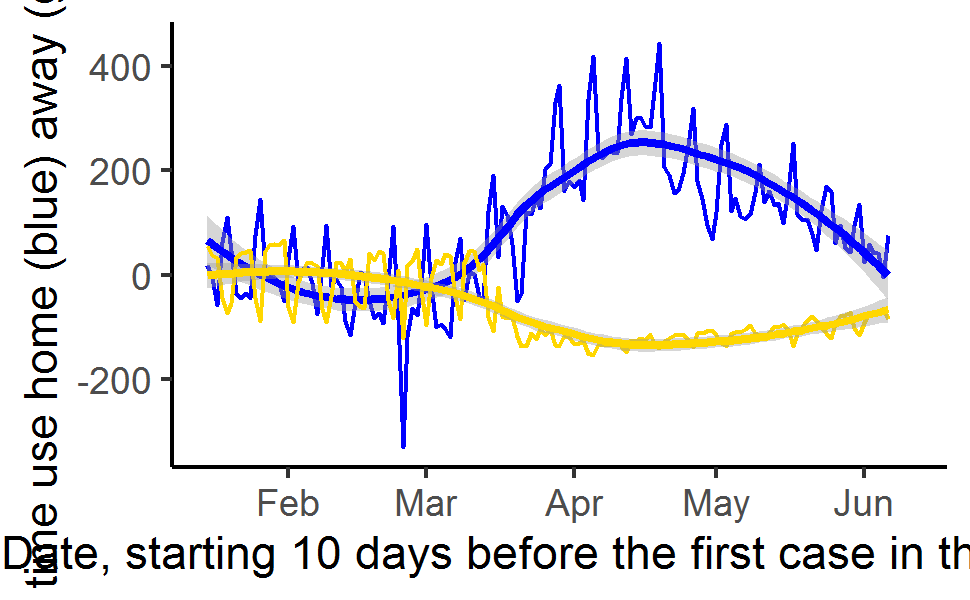 time use home (blue) away (g
400
200
0
-200
Feb Mar Apr May Jun
Date, starting 10 days before the first case in th